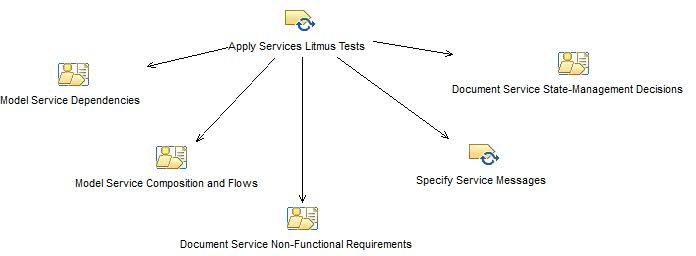 Apply Services Litmus Tests
Model Service Dependencies
Document Service State-Management Decisions
Model Service Composition and Flows
Specify Service Messages
Document Service Non-Functional Requirements